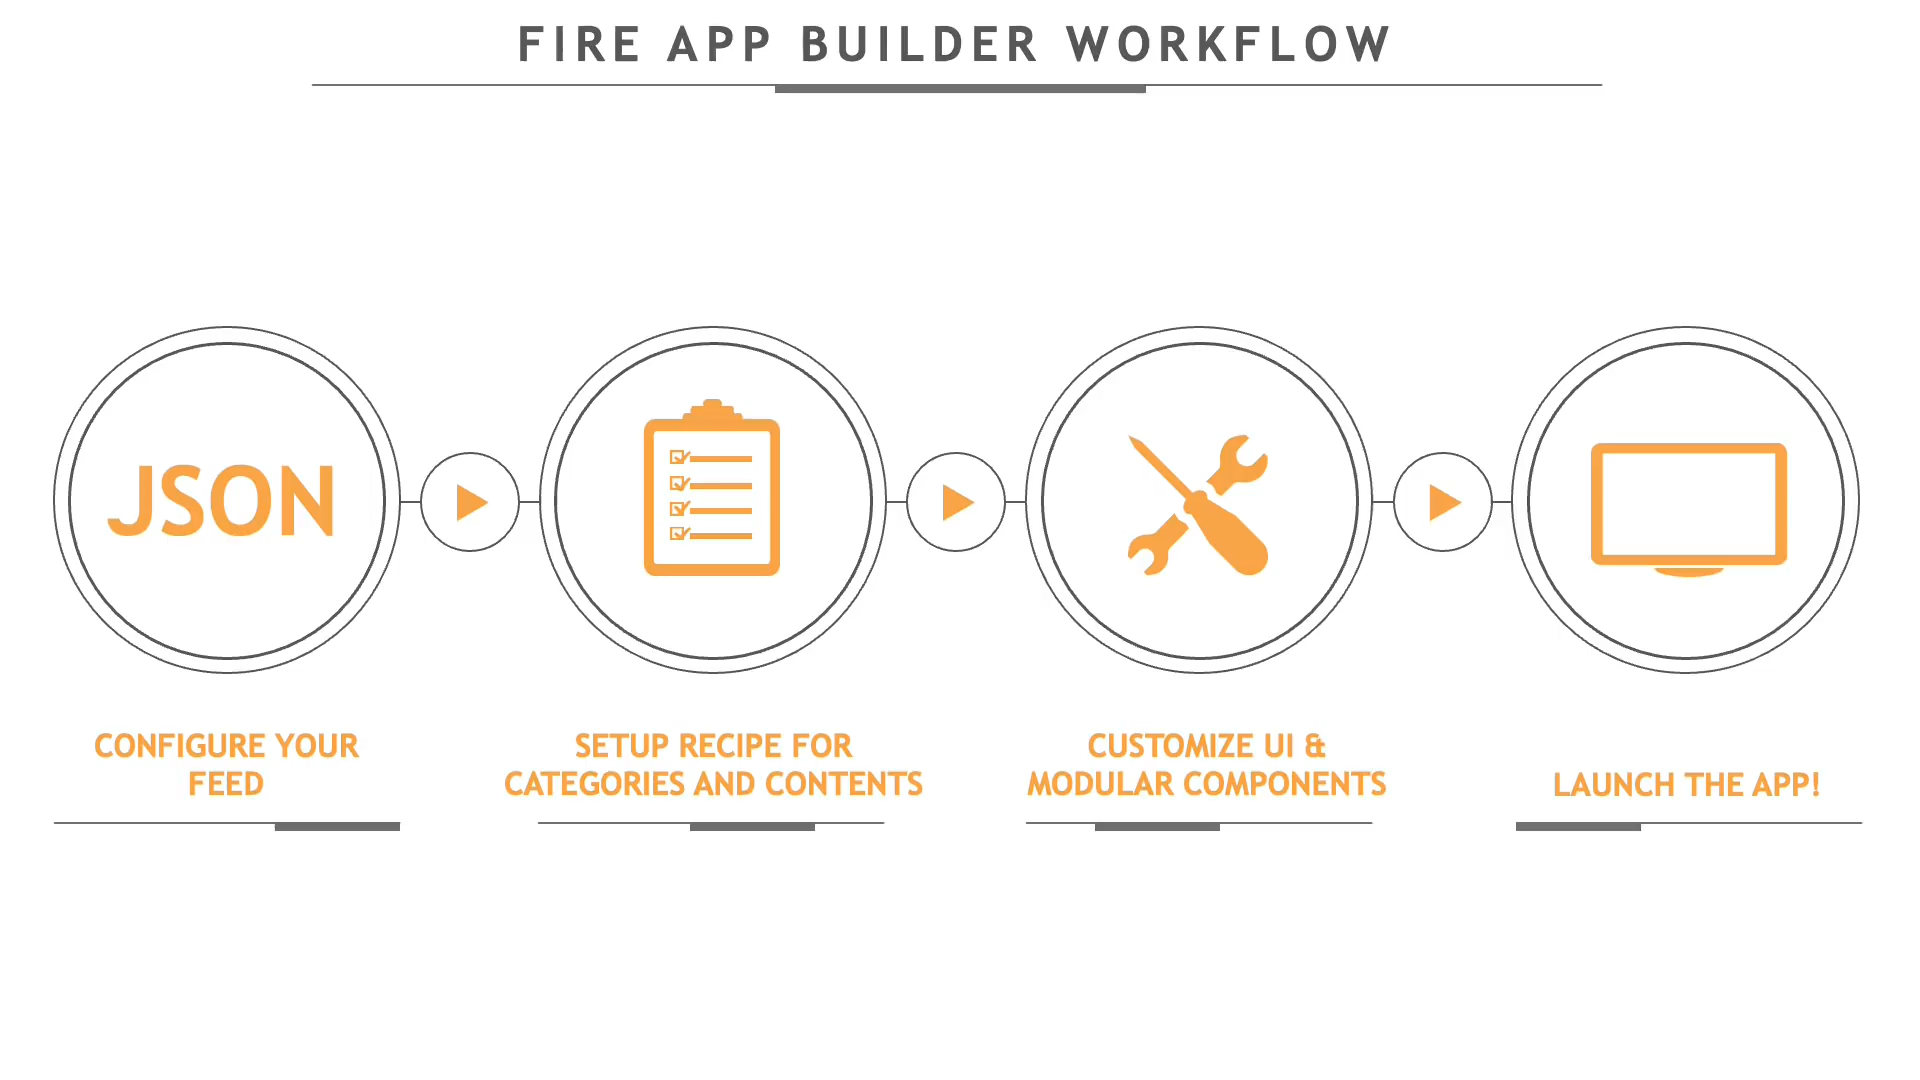 FIRE APP BUILDER WORKFLOW
JSON
CONFIGURE YOUR
FEED
SETUP RECIPE FOR
CATEGORIES AND CONTENTS
CUSTOMIZE UI &
MODULAR COMPONENTS
LAUNCH THE APP!